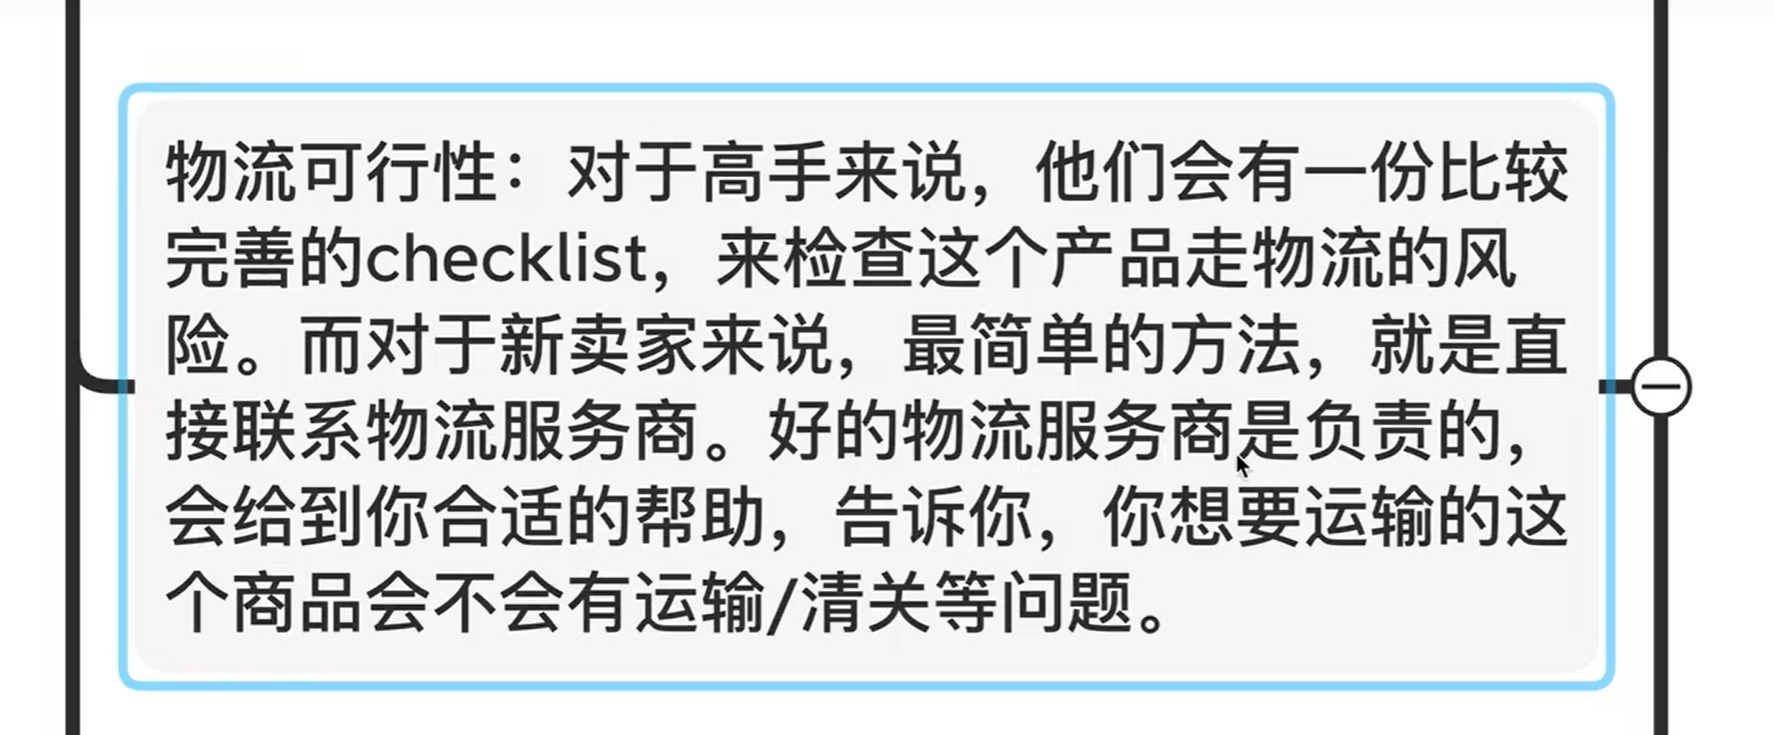 物流可行性：对于高手来说，他们会有一份比较
完善的checklist，来检查这个产品走物流的风
险。而对于新卖家来说，最简单的方法，就是直
接联系物流服务商。好的物流服务商是负责的，
会给到你合适的帮助，告诉你，你想要运输的这
个商品会不会有运输/清关等问题。